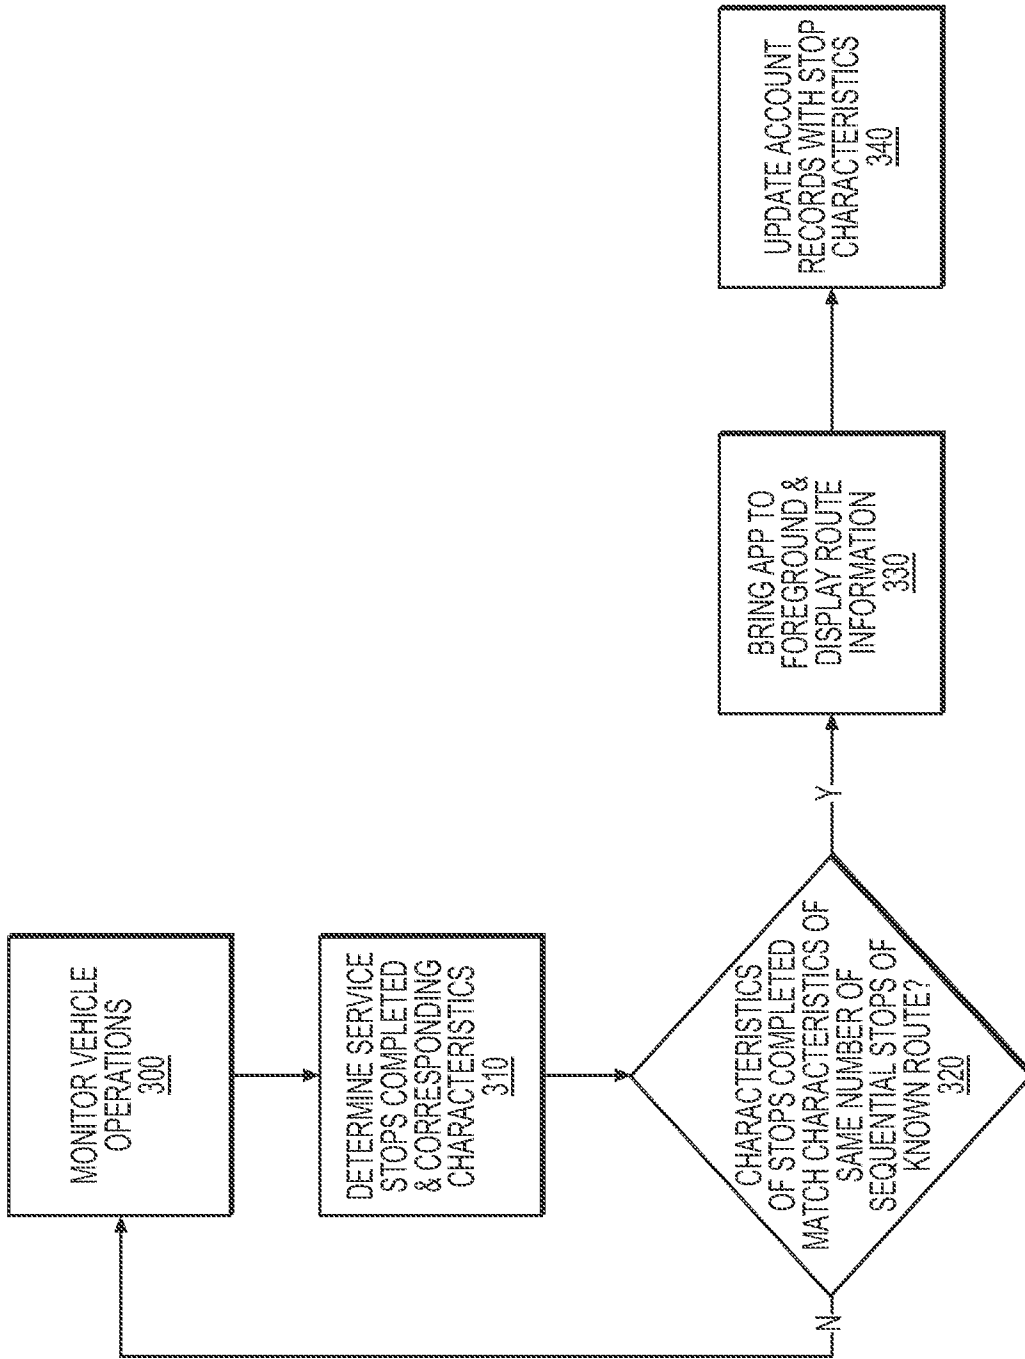 MONITOR VEHICLE
OPERATIONS
300
DETERMINE SERVICE
STOPS COMPLETED
& CORRESPONDING
CHARACTERISTICS
310
CHARACTERISTICS
OF STOPS COMPLETED
MATCH CHARACTERISTICS OF
SAME NUMBER OF
SEQUENTIAL STOPS OF
KNOWN ROUTE?
320
N
Y
BRING APP TO
FOREGROUND &
DISPLAY ROUTE
INFORMATION
330
UPDATE ACCOUNT
RECORDS WITH STOP
CHARACTERISTICS
340